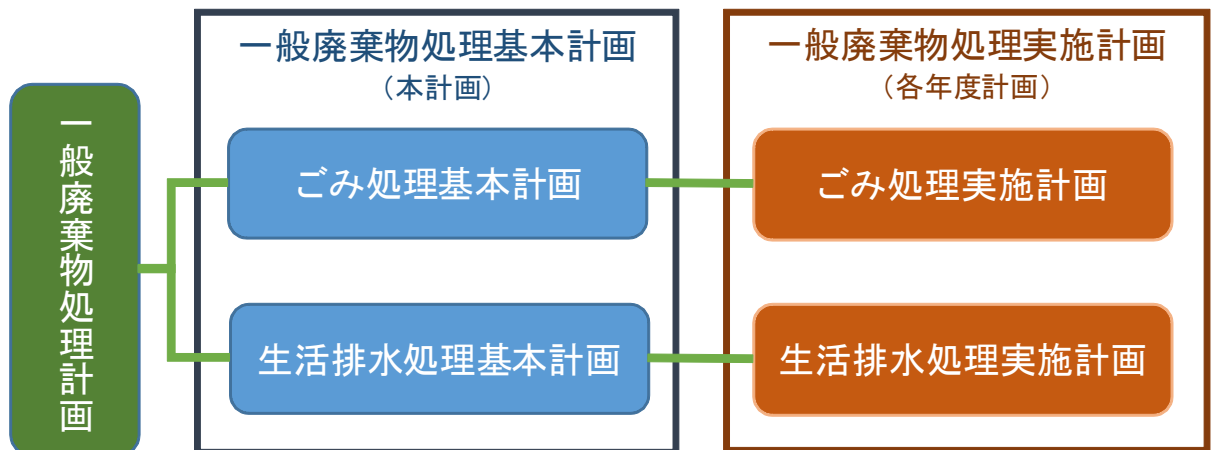 一般廃棄物処理計画
一般廃棄物処理基本計画
（本計画）
ごみ処理基本計画
生活排水処理基本計画
一般廃棄物処理実施計画
（各年度計画）
ごみ処理実施計画
生活排水処理実施計画